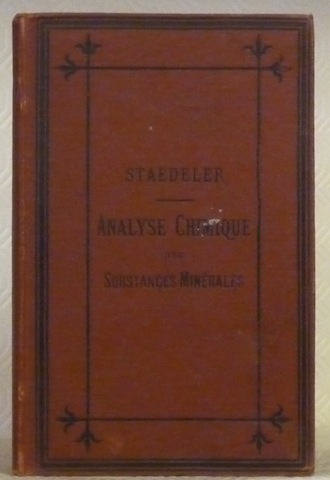 STAEDELER
ANALYSE CHIMIQUE
DES
SUBSTANCES MINÉRALES